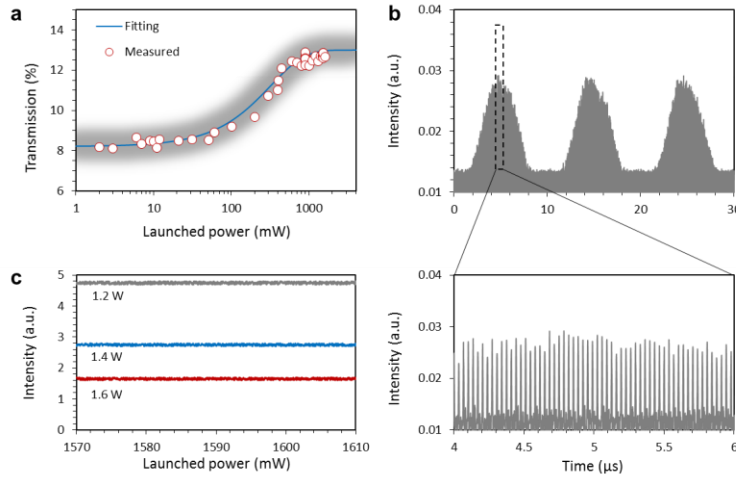 a
Transmission (%)
14
12
10
8
6
Fitting
Measured
1
10
100
1000
Launched power (mW)
b
Intensity (a.u.)
0.04
0.03
0.02
0.01
0
10
20
30
c
Intensity (a.u.)
5
4
3
2
1
0
1.2 W
1.4 W
1.6 W
1570
1580
1590
1600
1610
Launched power (mW)
Intensity (a.u.)
0.04
0.03
0.02
0.01
4
4.5
5
5.5
6
Time (μs)